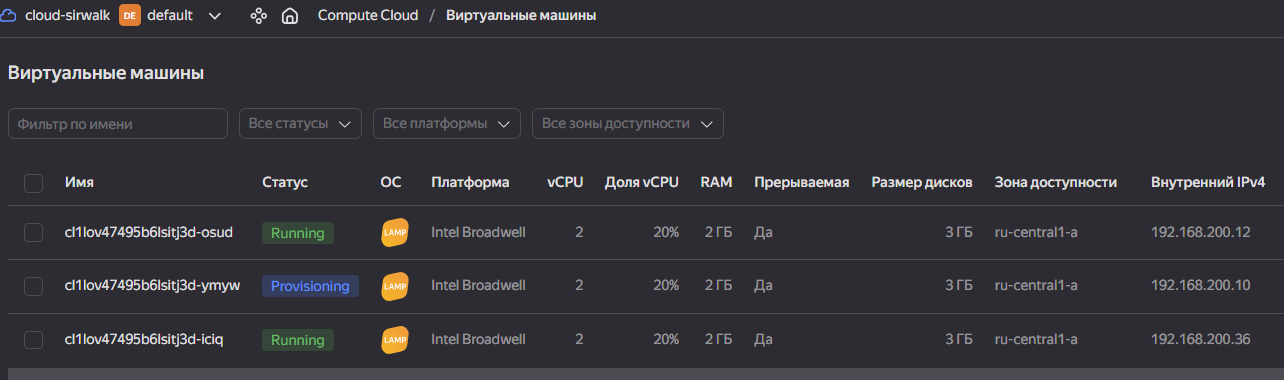 cloud-sirwalk DE default Compute Cloud / Виртуальные машины
Виртуальные машины
Фильтр по имени Все статусы Все платформы Все зоны доступности
Имя Статус ОС Платформа vCPU Доля vCPU RAM Прерываемая Размер дисков Зона доступности Внутренний IPv4
cl1lov47495b6lsitj3d-osud Running LAMP Intel Broadwell 2 20% 2 ГБ Да 3 ГБ ru-central1-a 192.168.200.12
cl1lov47495b6lsitj3d-ymyw Provisioning LAMP Intel Broadwell 2 20% 2 ГБ Да 3 ГБ ru-central1-a 192.168.200.10
cl1lov47495b6lsitj3d-iciq Running LAMP Intel Broadwell 2 20% 2 ГБ Да 3 ГБ ru-central1-a 192.168.200.36